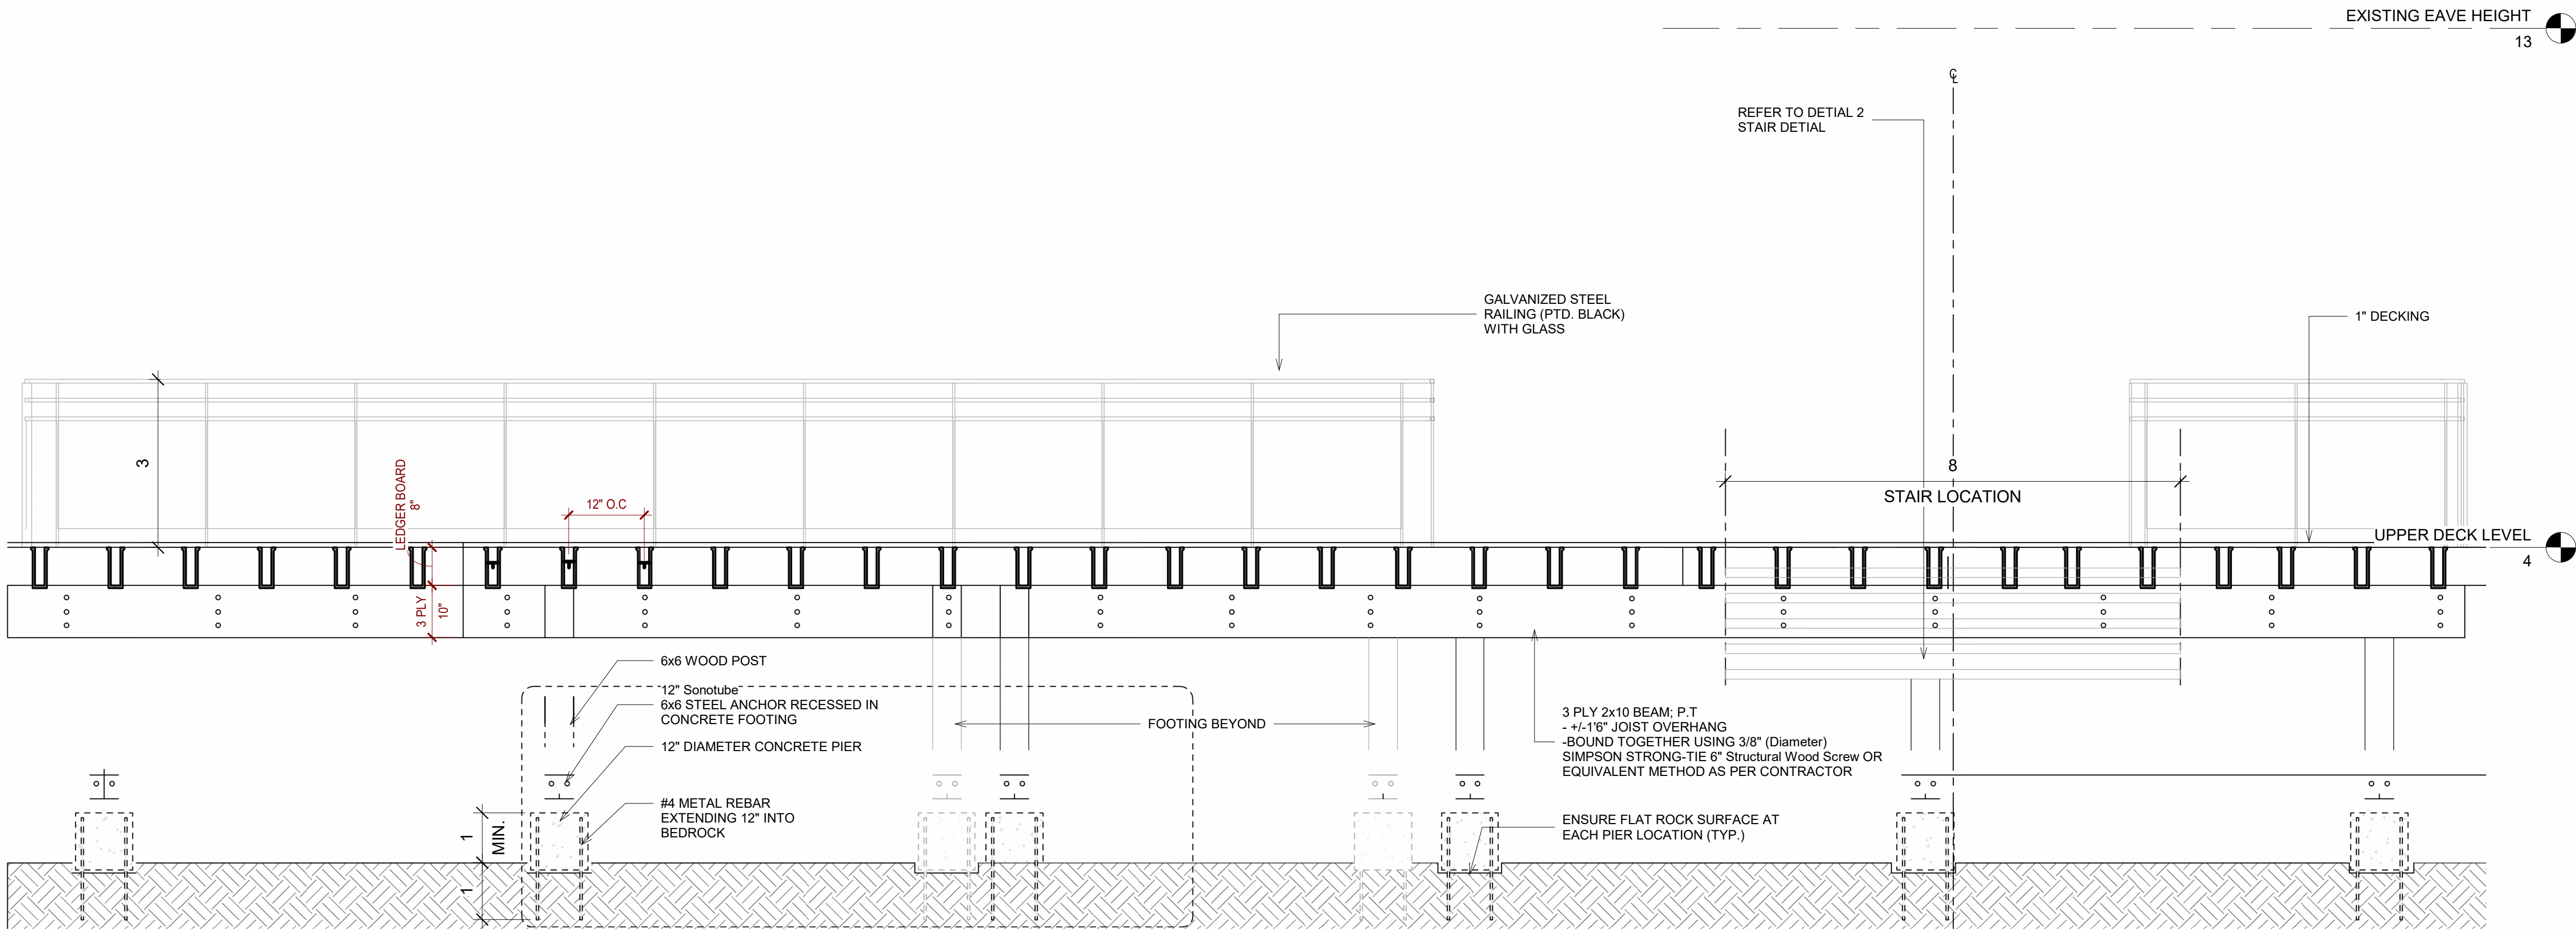 EXISTING EAVE HEIGHT
13
℄
REFER TO DETIAL 2
STAIR DETIAL
GALVANIZED STEEL
RAILING (PTD. BLACK)
WITH GLASS
1" DECKING
3
LEDGER BOARD
8"
12" O.C
8
STAIR LOCATION
UPPER DECK LEVEL
4
3 PLY
10"
6x6 WOOD POST
12" Sonotube
6x6 STEEL ANCHOR RECESSED IN
CONCRETE FOOTING
12" DIAMETER CONCRETE PIER
#4 METAL REBAR
EXTENDING 12" INTO
BEDROCK
FOOTING BEYOND
3 PLY 2x10 BEAM; P.T
- +/-1'6" JOIST OVERHANG
-BOUND TOGETHER USING 3/8" (Diameter)
SIMPSON STRONG-TIE 6" Structural Wood Screw OR
EQUIVALENT METHOD AS PER CONTRACTOR
ENSURE FLAT ROCK SURFACE AT
EACH PIER LOCATION (TYP.)
1
MIN.
1